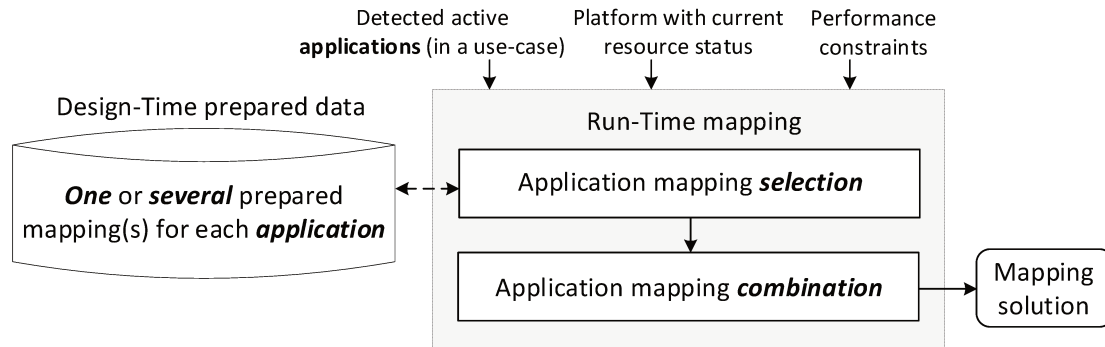 Detected active
applications (in a use-case)
Platform with current
resource status
Performance
constraints
Design-Time prepared data
One or several prepared
mapping(s) for each application
Run-Time mapping
Application mapping selection
Application mapping combination
Mapping
solution